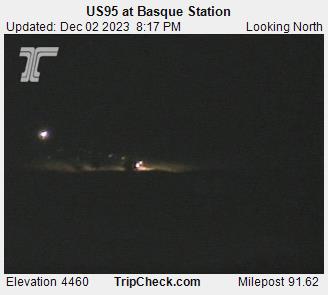 US95 at Basque Station
Updated: Dec 02 2023 8:17 PM Looking North
Elevation 4460 TripCheck.com Milepost 91.62